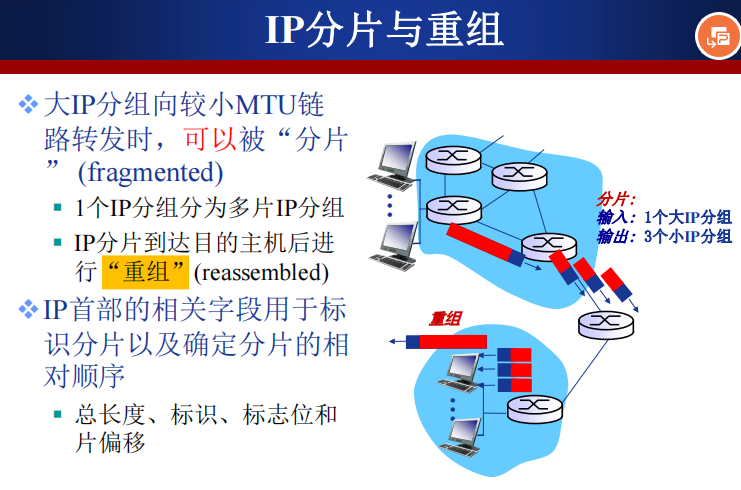 IP分片与重组
❖大IP分组向较小MTU链
路转发时，可以被“分片
” (fragmented)
▪ 1个IP分组分为多片IP分组
▪ IP分片到达目的主机后进
行“重组” (reassembled)
❖IP首部的相关字段用于标
识分片以及确定分片的相
对顺序
▪ 总长度、标识、标志位和
片偏移
分片：
输入：1个大IP分组
输出：3个小IP分组
重组